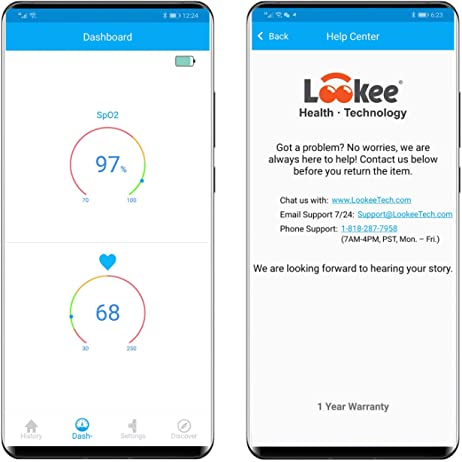 12:24
Dashboard
SpO2
97%
70 100
68
30 250
History Dash- Settings Discover
6:23
Back Help Center
Lookee®
Health · Technology
Got a problem? No worries, we are
always here to help! Contact us below
before you return the item.
Chat us with: www.LookeeTech.com
Email Support 7/24: Support@LookeeTech.com
Phone Support: 1-818-287-7958
(7AM-4PM, PST, Mon. – Fri.)
We are looking forward to hearing your story.
1 Year Warranty